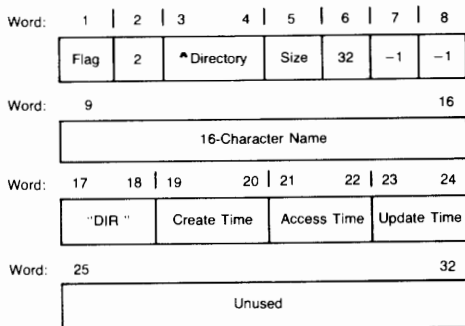 Word: 1 | 2 | 3 4 | 5 | 6 | 7 | 8
Flag 2 ^Directory Size 32 −1 −1
Word: 9 16
16-Character Name
Word: 17 18 | 19 20 | 21 22 | 23 24
"DIR " Create Time Access Time Update Time
Word: 25 32
Unused